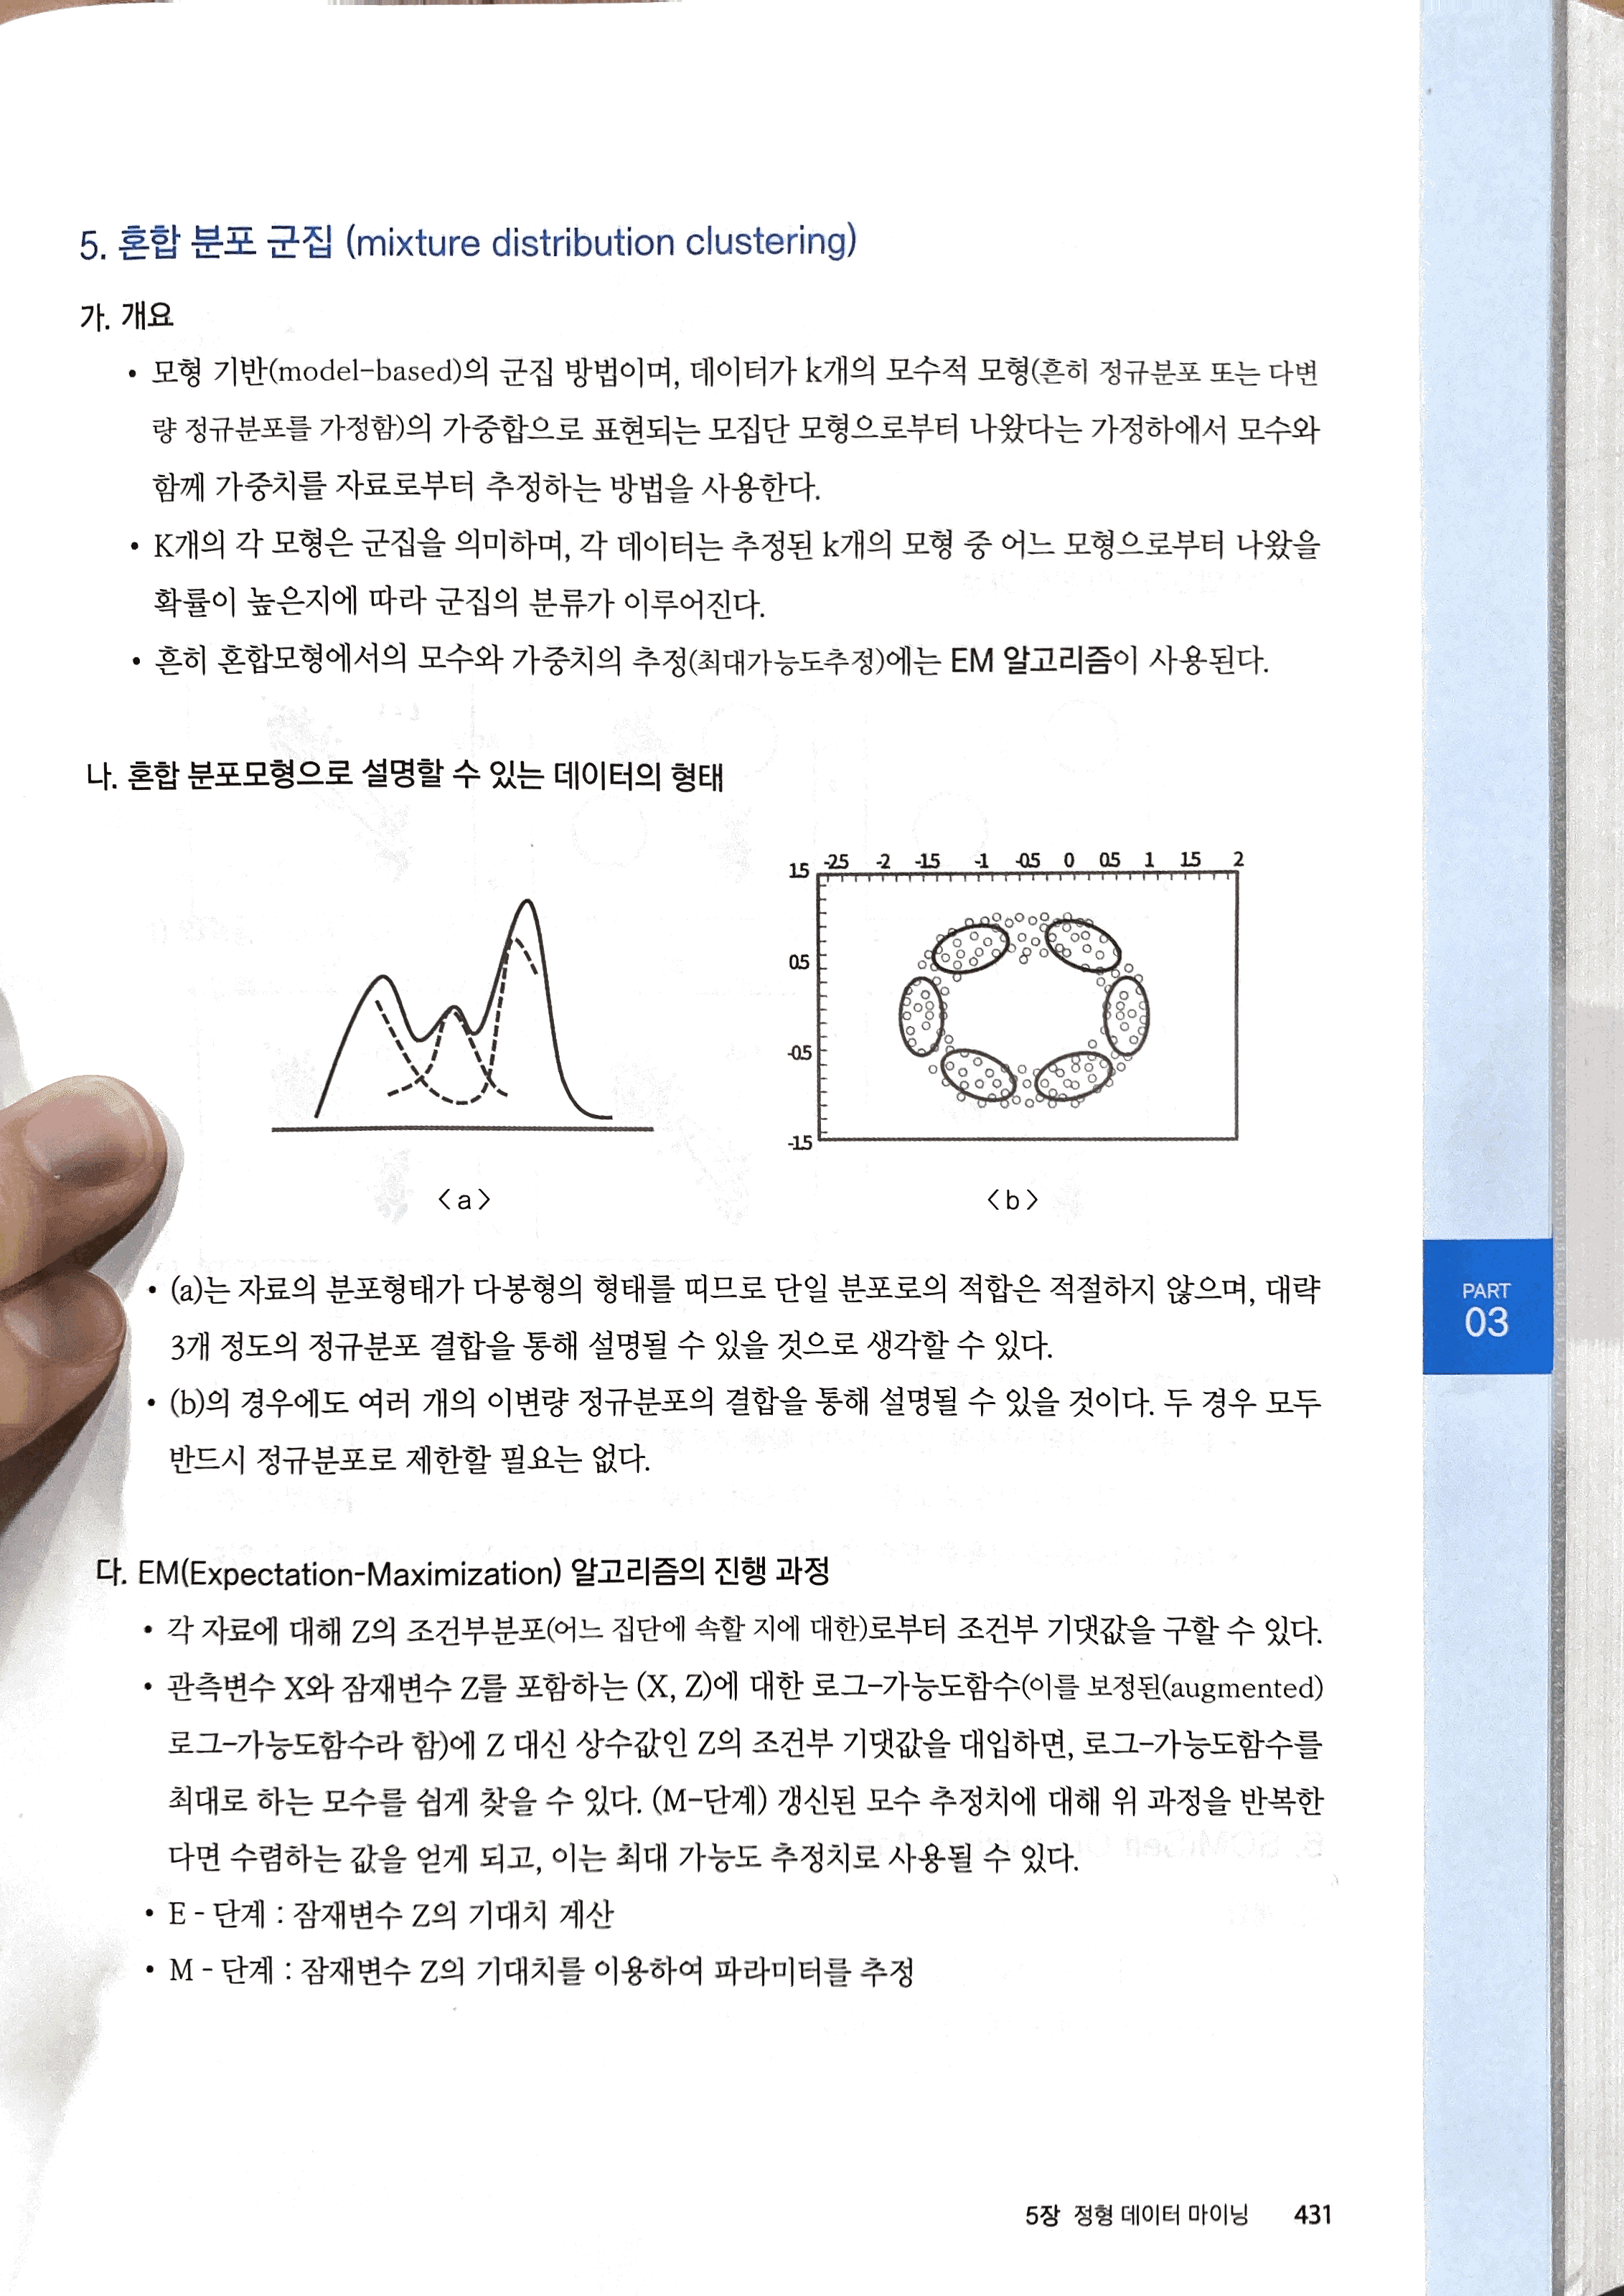 5. 혼합 분포 군집 (mixture distribution clustering)
가. 개요
• 모형 기반(model-based)의 군집 방법이며, 데이터가 k개의 모수적 모형(흔히 정규분포 또는 다변
량 정규분포를 가정함)의 가중합으로 표현되는 모집단 모형으로부터 나왔다는 가정하에서 모수와
함께 가중치를 자료로부터 추정하는 방법을 사용한다.
• K개의 각 모형은 군집을 의미하며, 각 데이터는 추정된 k개의 모형 중 어느 모형으로부터 나왔을
확률이 높은지에 따라 군집의 분류가 이루어진다.
• 흔히 혼합모형에서의 모수와 가중치의 추정(최대가능도추정)에는 EM 알고리즘이 사용된다.
나. 혼합 분포모형으로 설명할 수 있는 데이터의 형태
-2.5 -2 -1.5 -1 -0.5 0 0.5 1 1.5 2
1.5
0.5
-0.5
-1.5
<a>
<b>
• (a)는 자료의 분포형태가 다봉형의 형태를 띠므로 단일 분포로의 적합은 적절하지 않으며, 대략
3개 정도의 정규분포 결합을 통해 설명될 수 있을 것으로 생각할 수 있다.
• (b)의 경우에도 여러 개의 이변량 정규분포의 결합을 통해 설명될 수 있을 것이다. 두 경우 모두
반드시 정규분포로 제한할 필요는 없다.
PART
03
다. EM(Expectation-Maximization) 알고리즘의 진행 과정
• 각 자료에 대해 Z의 조건부분포(어느 집단에 속할 지에 대한)로부터 조건부 기댓값을 구할 수 있다.
• 관측변수 X와 잠재변수 Z를 포함하는 (X, Z)에 대한 로그-가능도함수(이를 보정된(augmented)
로그-가능도함수라 함)에 Z 대신 상수값인 Z의 조건부 기댓값을 대입하면, 로그-가능도함수를
최대로 하는 모수를 쉽게 찾을 수 있다. (M-단계) 갱신된 모수 추정치에 대해 위 과정을 반복한
다면 수렴하는 값을 얻게 되고, 이는 최대 가능도 추정치로 사용될 수 있다.
• E - 단계 : 잠재변수 Z의 기대치 계산
• M - 단계 : 잠재변수 Z의 기대치를 이용하여 파라미터를 추정
5장 정형 데이터 마이닝 431